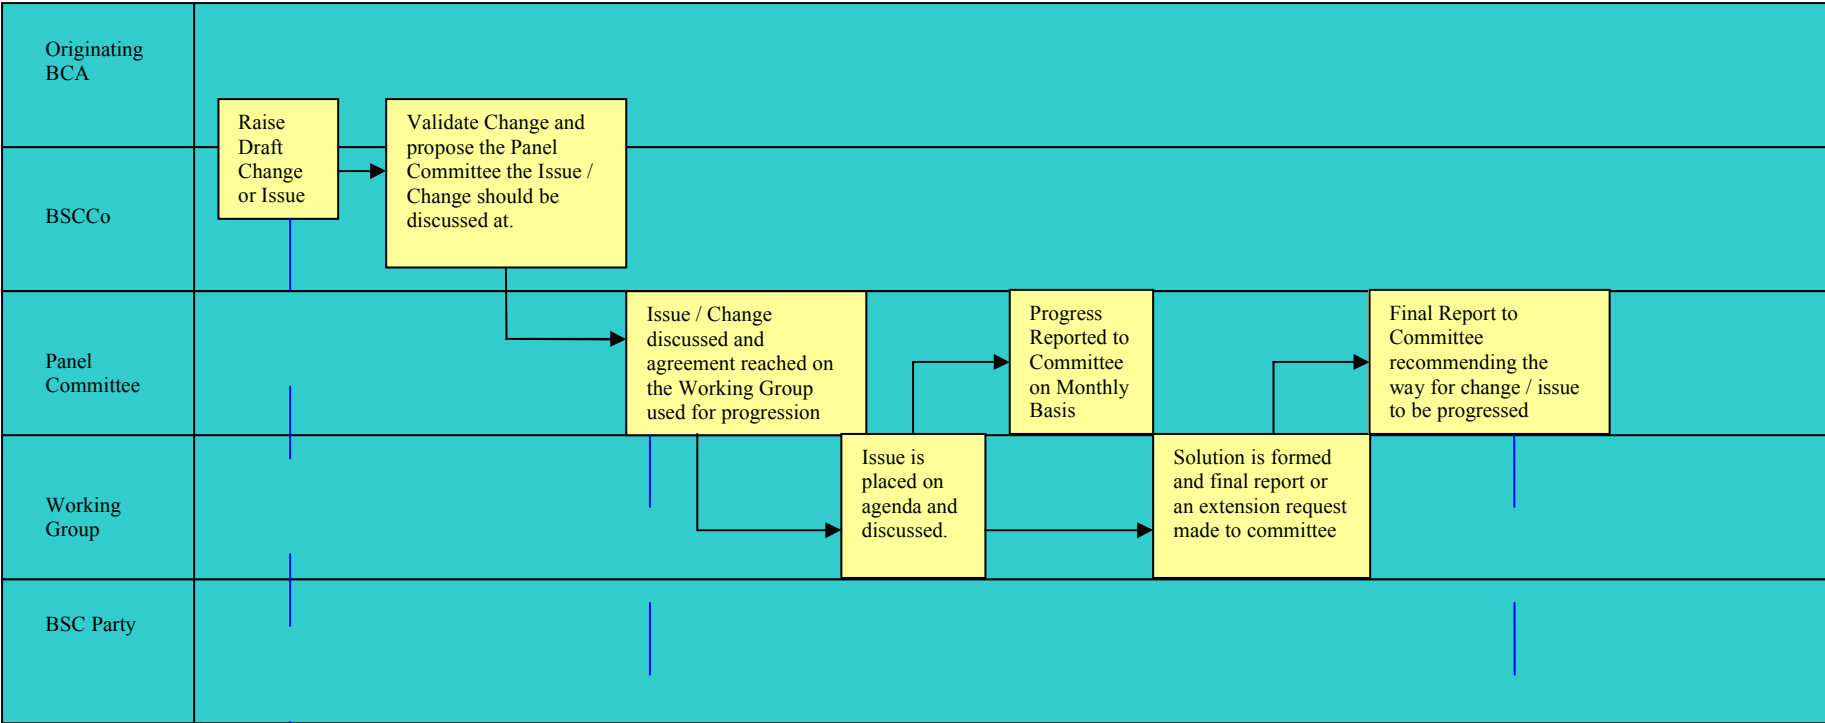 Originating
BCA
Raise
Draft
Change
or Issue
Validate Change and
propose the Panel
Committee the Issue /
Change should be
discussed at.
BSCCo
Panel
Committee
Issue / Change
discussed and
agreement reached on
the Working Group
used for progression
Progress
Reported to
Committee
on Monthly
Basis
Final Report to
Committee
recommending the
way for change / issue
to be progressed
Working
Group
Issue is
placed on
agenda and
discussed.
Solution is formed
and final report or
an extension request
made to committee
BSC Party